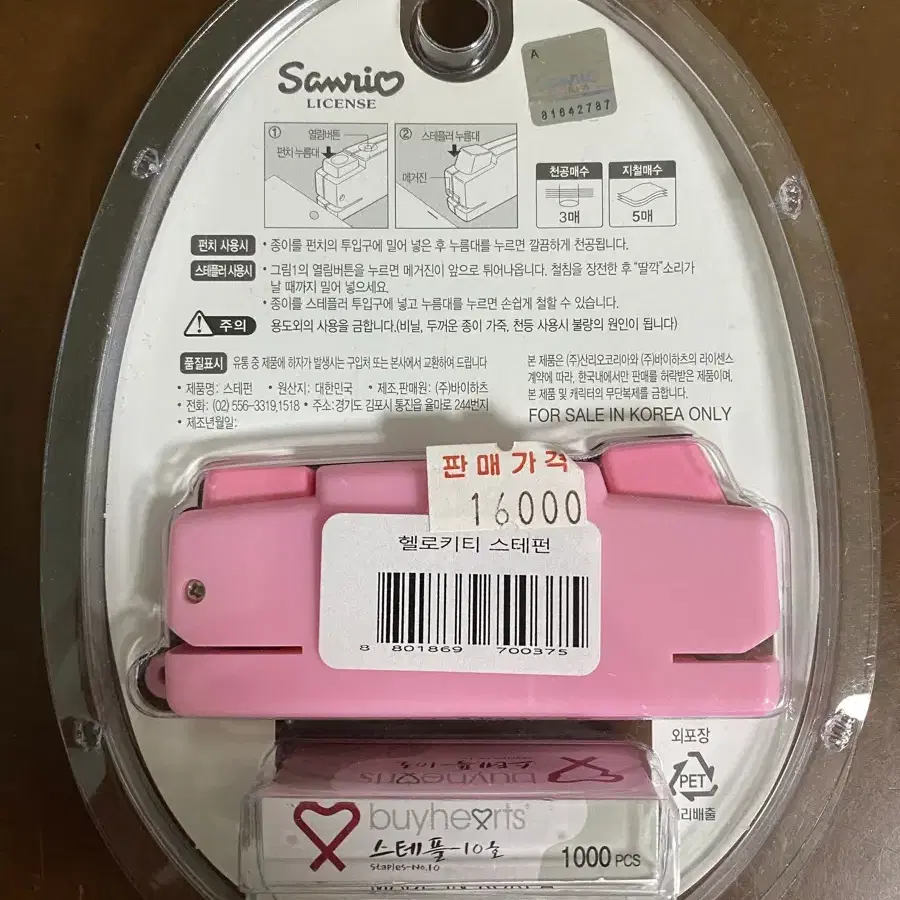 Sanrio
LICENSE
A
81642787
① 열림버튼
펀치 누름대
② 스테플러 누름대
메거진
천공매수
3매
지철매수
5매
펀치 사용시 • 종이를 펀치의 투입구에 밀어 넣은 후 누름대를 누르면 깔끔하게 천공됩니다.
스테플러 사용시 • 그림1의 열림버튼을 누르면 메거진이 앞으로 튀어나옵니다. 철침을 장전한 후 "딸깍"소리가
날 때까지 밀어 넣으세요.
• 종이를 스테플러 투입구에 넣고 누름대를 누르면 손쉽게 철할 수 있습니다.
주의 용도외의 사용을 금합니다.(비닐, 두꺼운 종이 가죽, 천등 사용시 불량의 원인이 됩니다)
품질표시 유통 중 제품에 하자가 발생시는 구입처 또는 본사에서 교환하여 드립니다
• 제품명: 스테펀 • 원산지: 대한민국 • 제조,판매원: (주)바이하츠
• 전화: (02) 556-3319,1518 • 주소:경기도 김포시 통진읍 율마로 244번지
• 제조년월일:
본 제품은 (주)산리오코리아와 (주)바이하츠의 라이센스
계약에 따라, 한국내에서만 판매를 허락받은 제품이며,
본 제품 및 캐릭터의 무단복제를 금합니다.
FOR SALE IN KOREA ONLY
판매가격
16000
헬로키티 스테펀
8 801869 700375
외포장
PET
리배출
buyhearts
스테플-10호
buyhearts
스테플-10호
staples-No.10
1000 PCS